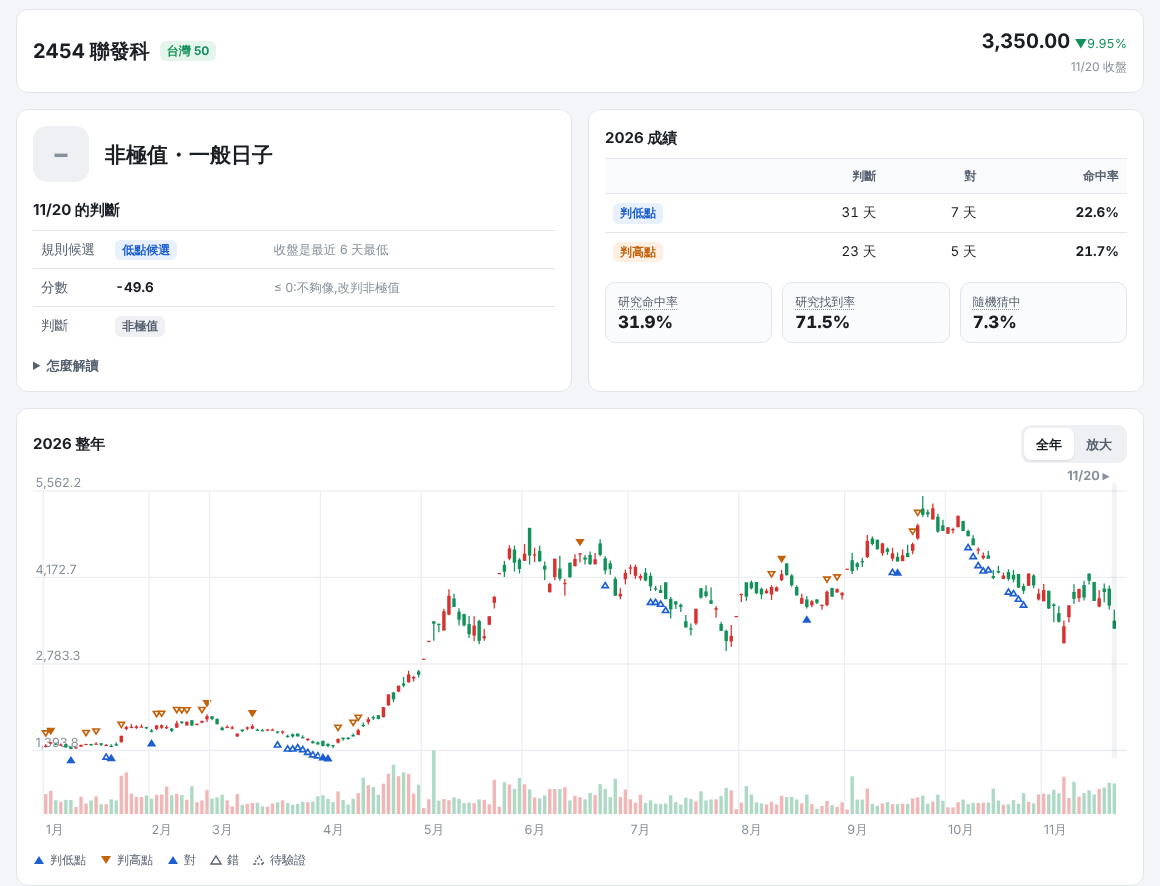 2454 聯發科 台灣 50
3,350.00 ▼9.95%
11/20 收盤
– 非極值・一般日子
11/20 的判斷
規則候選 低點候選 收盤是最近 6 天最低
分數 -49.6 ≤ 0:不夠像,改判非極值
判斷 非極值
▶ 怎麼解讀
2026 成績
判斷 對 命中率
判低點 31 天 7 天 22.6%
判高點 23 天 5 天 21.7%
研究命中率 研究找到率 隨機猜中
31.9% 71.5% 7.3%
2026 整年
全年 放大
11/20 ▸
5,562.2
4,172.7
2,783.3
1,393.8
1月 2月 3月 4月 5月 6月 7月 8月 9月 10月 11月
▲ 判低點 ▼ 判高點 ▲ 對 △ 錯 △ 待驗證